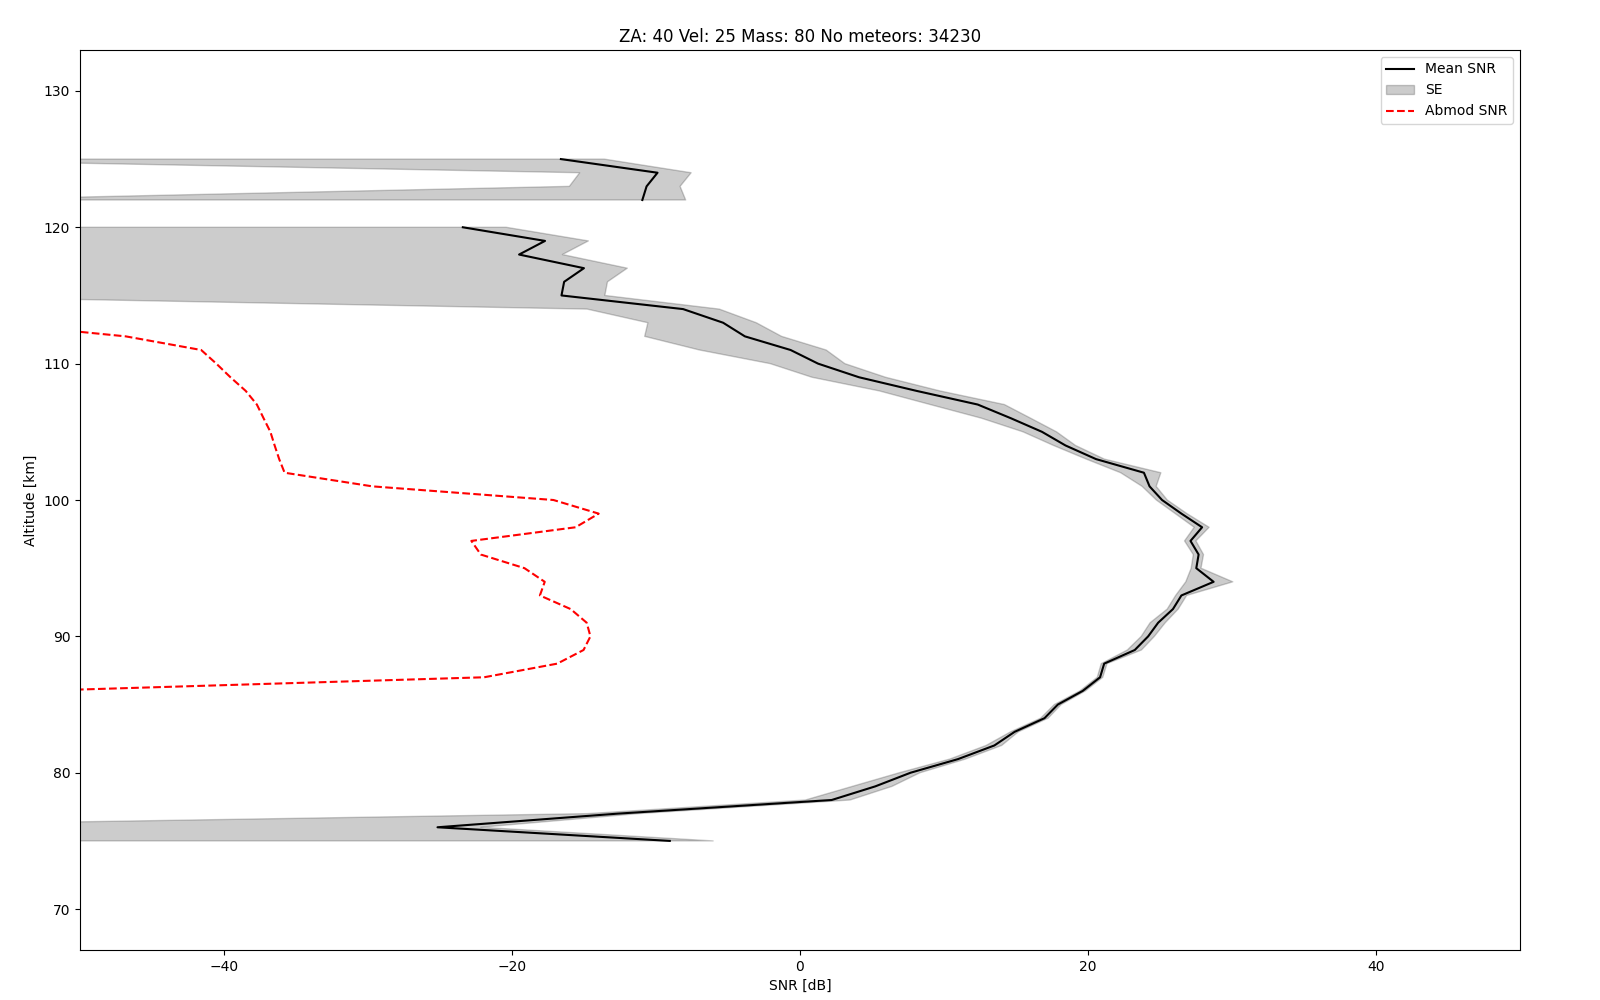 ZA: 40 Vel: 25 Mass: 80 No meteors: 34230
Mean SNR
SE
Abmod SNR
130
120
110
100
90
80
70
Altitude [km]
−40
−20
0
20
40
SNR [dB]